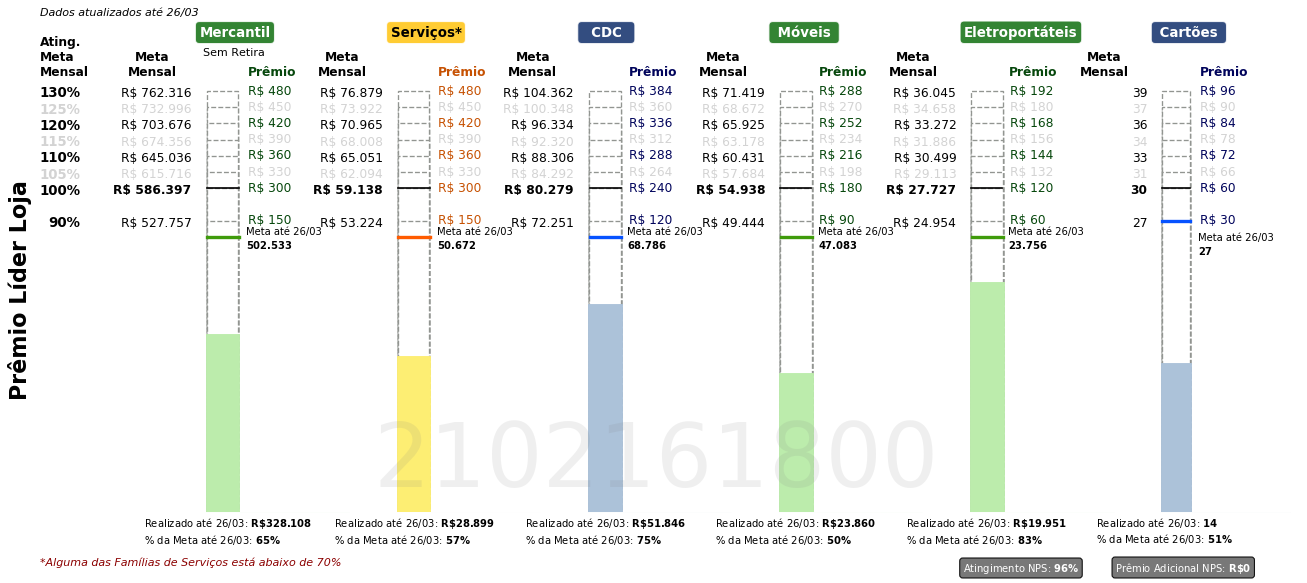 Dados atualizados até 26/03
Mercantil Serviços* CDC Móveis Eletroportáteis Cartões
Sem Retira
Ating.
Meta Meta Meta Meta Meta Meta Meta
Mensal Mensal Prêmio Mensal Prêmio Mensal Prêmio Mensal Prêmio Mensal Prêmio Mensal Prêmio
130% R$ 762.316 R$ 480 R$ 76.879 R$ 480 R$ 104.362 R$ 384 R$ 71.419 R$ 288 R$ 36.045 R$ 192 39 R$ 96
125% R$ 732.996 R$ 450 R$ 73.922 R$ 450 R$ 100.348 R$ 360 R$ 68.672 R$ 270 R$ 34.658 R$ 180 37 R$ 90
120% R$ 703.676 R$ 420 R$ 70.965 R$ 420 R$ 96.334 R$ 336 R$ 65.925 R$ 252 R$ 33.272 R$ 168 36 R$ 84
115% R$ 674.356 R$ 390 R$ 68.008 R$ 390 R$ 92.320 R$ 312 R$ 63.178 R$ 234 R$ 31.886 R$ 156 34 R$ 78
110% R$ 645.036 R$ 360 R$ 65.051 R$ 360 R$ 88.306 R$ 288 R$ 60.431 R$ 216 R$ 30.499 R$ 144 33 R$ 72
105% R$ 615.716 R$ 330 R$ 62.094 R$ 330 R$ 84.292 R$ 264 R$ 57.684 R$ 198 R$ 29.113 R$ 132 31 R$ 66
100% R$ 586.397 R$ 300 R$ 59.138 R$ 300 R$ 80.279 R$ 240 R$ 54.938 R$ 180 R$ 27.727 R$ 120 30 R$ 60
90% R$ 527.757 R$ 150 R$ 53.224 R$ 150 R$ 72.251 R$ 120 R$ 49.444 R$ 90 R$ 24.954 R$ 60 27 R$ 30
Meta até 26/03 Meta até 26/03 Meta até 26/03 Meta até 26/03 Meta até 26/03 Meta até 26/03
502.533 50.672 68.786 47.083 23.756 27
Prêmio Líder Loja
2102161800
Realizado até 26/03: R$328.108 Realizado até 26/03: R$28.899 Realizado até 26/03: R$51.846 Realizado até 26/03: R$23.860 Realizado até 26/03: R$19.951 Realizado até 26/03: 14
% da Meta até 26/03: 65% % da Meta até 26/03: 57% % da Meta até 26/03: 75% % da Meta até 26/03: 50% % da Meta até 26/03: 83% % da Meta até 26/03: 51%
*Alguma das Famílias de Serviços está abaixo de 70%
Atingimento NPS: 96% Prêmio Adicional NPS: R$0